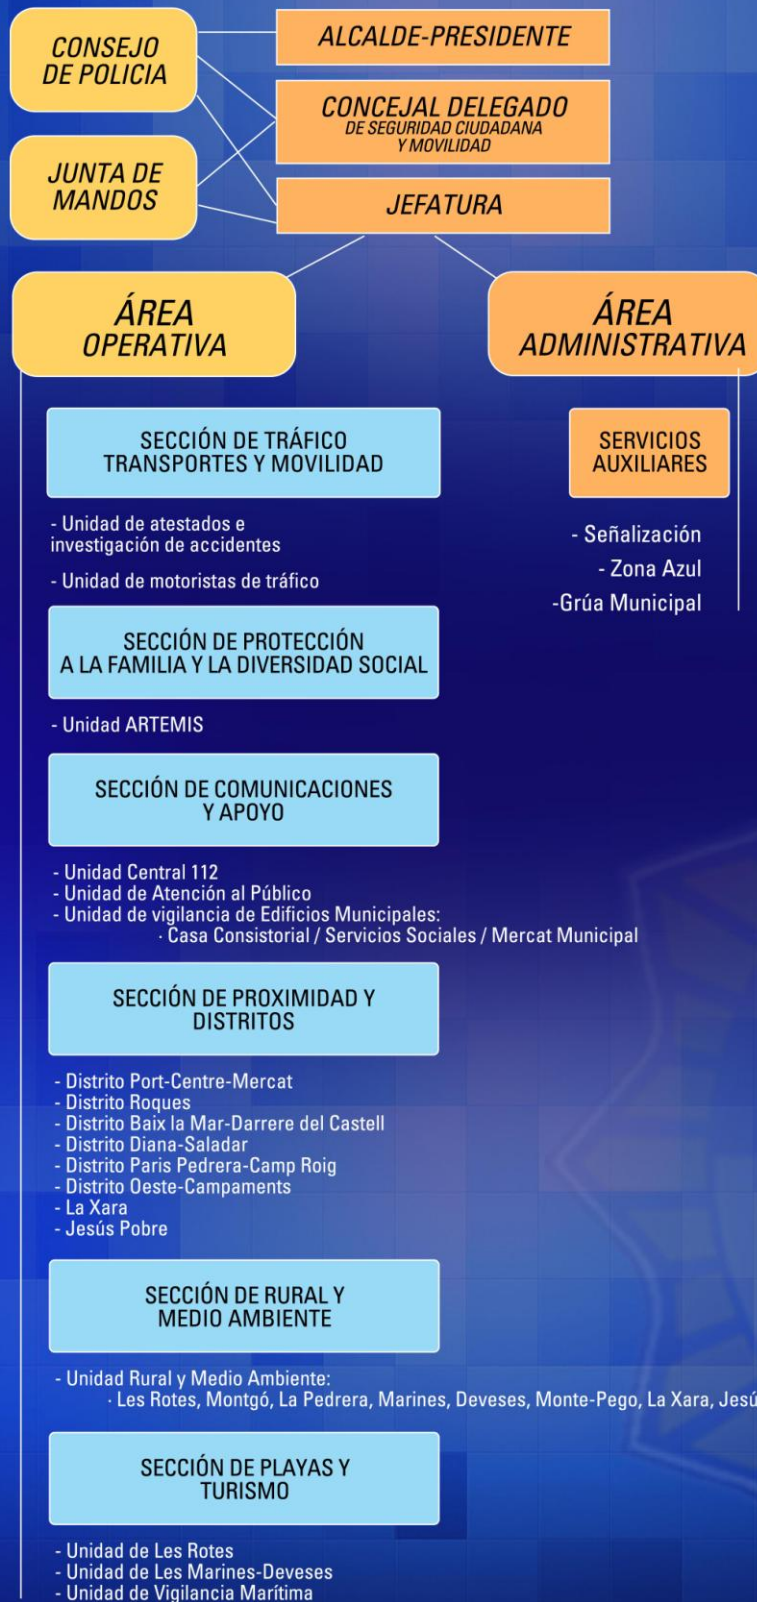 CONSEJO
DE POLICIA
ALCALDE-PRESIDENTE
CONCEJAL DELEGADO
DE SEGURIDAD CIUDADANA
Y MOVILIDAD
JUNTA DE
MANDOS
JEFATURA
ÁREA
OPERATIVA
ÁREA
ADMINISTRATIVA
SECCIÓN DE TRÁFICO
TRANSPORTES Y MOVILIDAD
- Unidad de atestados e
investigación de accidentes
- Unidad de motoristas de tráfico
SECCIÓN DE PROTECCIÓN
A LA FAMILIA Y LA DIVERSIDAD SOCIAL
- Unidad ARTEMIS
SECCIÓN DE COMUNICACIONES
Y APOYO
- Unidad Central 112
- Unidad de Atención al Público
- Unidad de vigilancia de Edificios Municipales:
· Casa Consistorial / Servicios Sociales / Mercat Municipal
SECCIÓN DE PROXIMIDAD Y
DISTRITOS
- Distrito Port-Centre-Mercat
- Distrito Roques
- Distrito Baix la Mar-Darrere del Castell
- Distrito Diana-Saladar
- Distrito Paris Pedrera-Camp Roig
- Distrito Oeste-Campaments
- La Xara
- Jesús Pobre
SECCIÓN DE RURAL Y
MEDIO AMBIENTE
- Unidad Rural y Medio Ambiente:
· Les Rotes, Montgó, La Pedrera, Marines, Deveses, Monte-Pego, La Xara, Jesú
SECCIÓN DE PLAYAS Y
TURISMO
- Unidad de Les Rotes
- Unidad de Les Marines-Deveses
- Unidad de Vigilancia Marítima
SERVICIOS
AUXILIARES
- Señalización
- Zona Azul
-Grúa Municipal